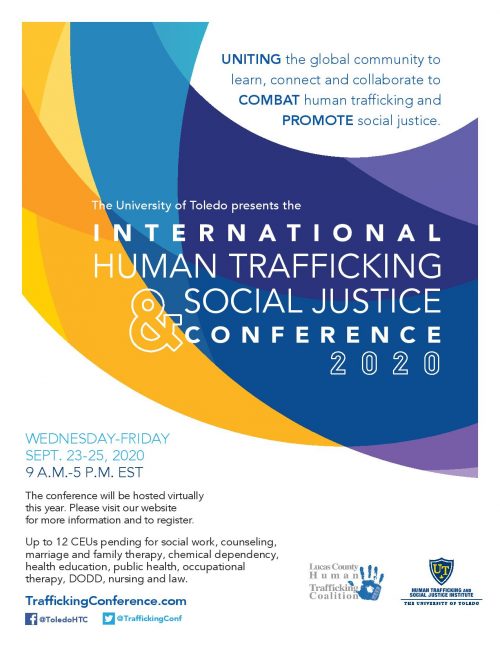 UNITING the global community to
learn, connect and collaborate to
COMBAT human trafficking and
PROMOTE social justice.
The University of Toledo presents the
INTERNATIONAL
HUMAN TRAFFICKING
& SOCIAL JUSTICE
CONFERENCE
2020
WEDNESDAY-FRIDAY
SEPT. 23-25, 2020
9 A.M.-5 P.M. EST
The conference will be hosted virtually
this year. Please visit our website
for more information and to register.
Up to 12 CEUs pending for social work, counseling,
marriage and family therapy, chemical dependency,
health education, public health, occupational
therapy, DODD, nursing and law.
TraffickingConference.com
@ToledoHTC
@TraffickingConf
Lucas County
Human
Trafficking
Coalition
UT
HUMAN TRAFFICKING AND
SOCIAL JUSTICE INSTITUTE
THE UNIVERSITY OF TOLEDO